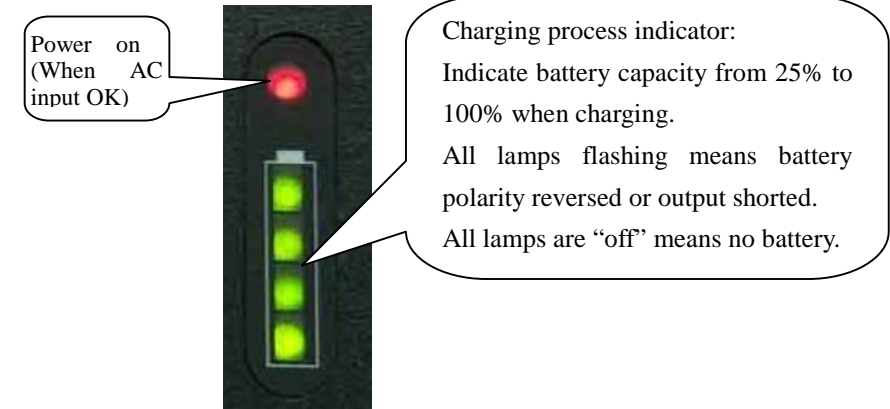 Power on
(When AC
input OK)
Charging process indicator:
Indicate battery capacity from 25% to
100% when charging.
All lamps flashing means battery
polarity reversed or output shorted.
All lamps are “off” means no battery.